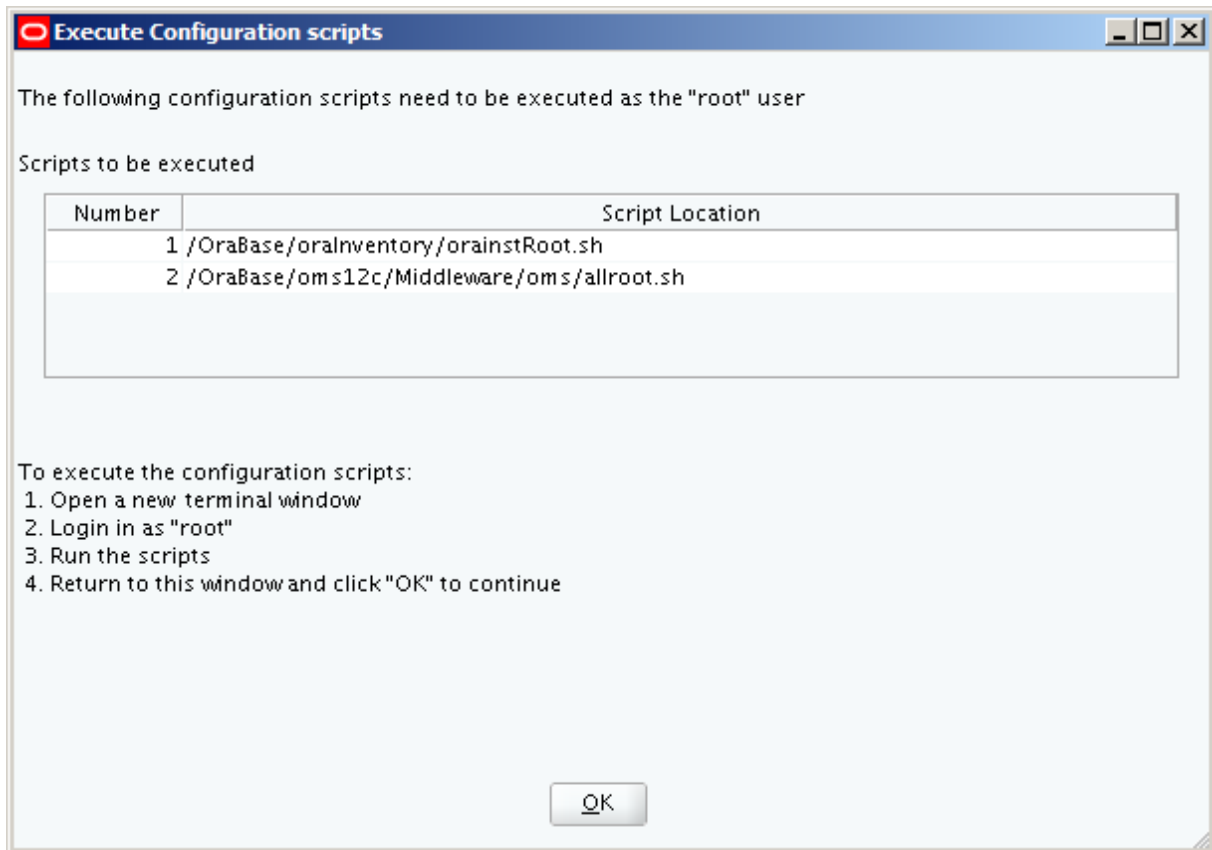 Execute Configuration scripts
The following configuration scripts need to be executed as the "root" user
Scripts to be executed
Number Script Location
1 /OraBase/oraInventory/orainstRoot.sh
2 /OraBase/oms12c/Middleware/oms/allroot.sh
To execute the configuration scripts:
1. Open a new terminal window
2. Login in as "root"
3. Run the scripts
4. Return to this window and click "OK" to continue
OK